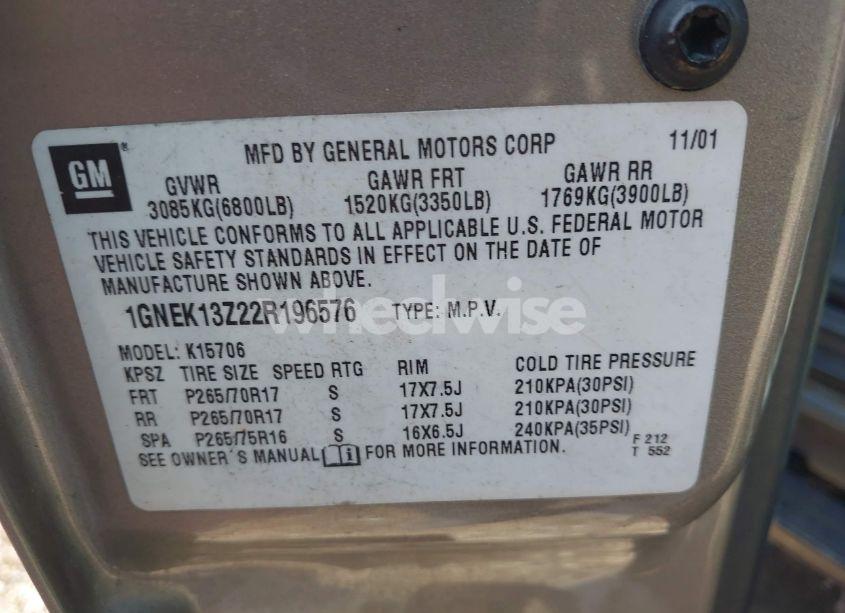 GM
MFD BY GENERAL MOTORS CORP 11/01
GVWR GAWR FRT GAWR RR
3085KG(6800LB) 1520KG(3350LB) 1769KG(3900LB)
THIS VEHICLE CONFORMS TO ALL APPLICABLE U.S. FEDERAL MOTOR
VEHICLE SAFETY STANDARDS IN EFFECT ON THE DATE OF
MANUFACTURE SHOWN ABOVE.
1GNEK13Z22R196576 TYPE: M.P.V.
wheelwise
MODEL: K15706
KPSZ TIRE SIZE SPEED RTG RIM COLD TIRE PRESSURE
FRT P265/70R17 S 17X7.5J 210KPA(30PSI)
RR P265/70R17 S 17X7.5J 210KPA(30PSI)
SPA P265/75R16 S 16X6.5J 240KPA(35PSI)
SEE OWNER'S MANUAL FOR MORE INFORMATION.
F 212
T 552